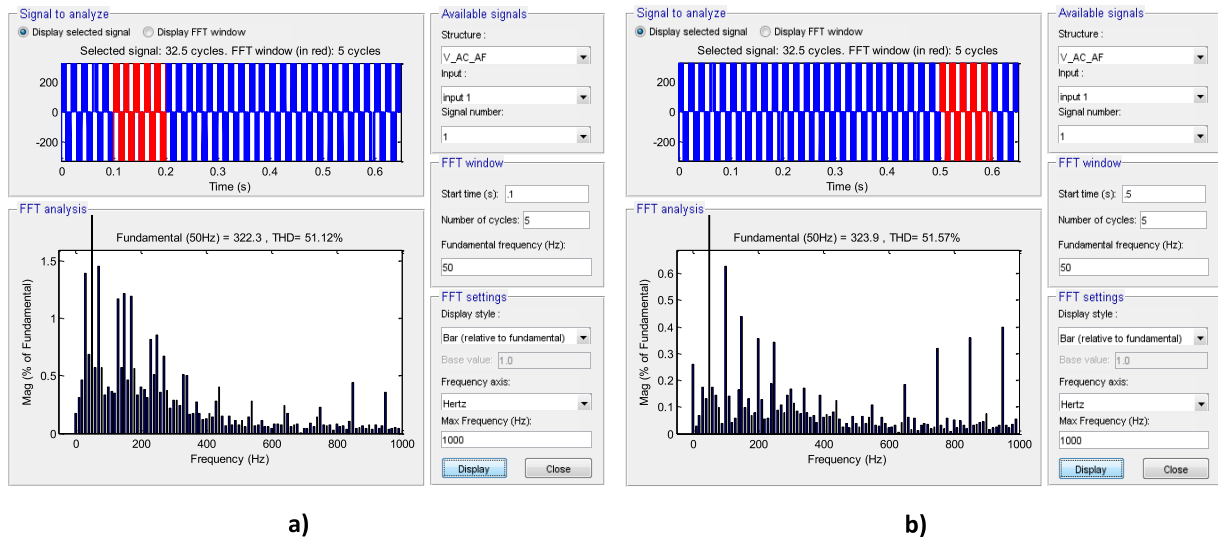 Signal to analyze
Display selected signal Display FFT window
Selected signal: 32.5 cycles. FFT window (in red): 5 cycles
200
0
-200
0 0.1 0.2 0.3 0.4 0.5 0.6
Time (s)
FFT analysis
Fundamental (50Hz) = 322.3 , THD= 51.12%
1.5
1
0.5
0
Mag (% of Fundamental)
0 200 400 600 800 1000
Frequency (Hz)
Available signals
Structure :
V_AC_AF
Input :
input 1
Signal number:
1
FFT window
Start time (s): .1
Number of cycles: 5
Fundamental frequency (Hz):
50
FFT settings
Display style :
Bar (relative to fundamental)
Base value: 1.0
Frequency axis:
Hertz
Max Frequency (Hz):
1000
Display Close
a)
Signal to analyze
Display selected signal Display FFT window
Selected signal: 32.5 cycles. FFT window (in red): 5 cycles
200
0
-200
0 0.1 0.2 0.3 0.4 0.5 0.6
Time (s)
FFT analysis
Fundamental (50Hz) = 323.9 , THD= 51.57%
0.6
0.5
0.4
0.3
0.2
0.1
0
Mag (% of Fundamental)
0 200 400 600 800 1000
Frequency (Hz)
Available signals
Structure :
V_AC_AF
Input :
input 1
Signal number:
1
FFT window
Start time (s): .5
Number of cycles: 5
Fundamental frequency (Hz):
50
FFT settings
Display style :
Bar (relative to fundamental)
Base value: 1.0
Frequency axis:
Hertz
Max Frequency (Hz):
1000
Display Close
b)